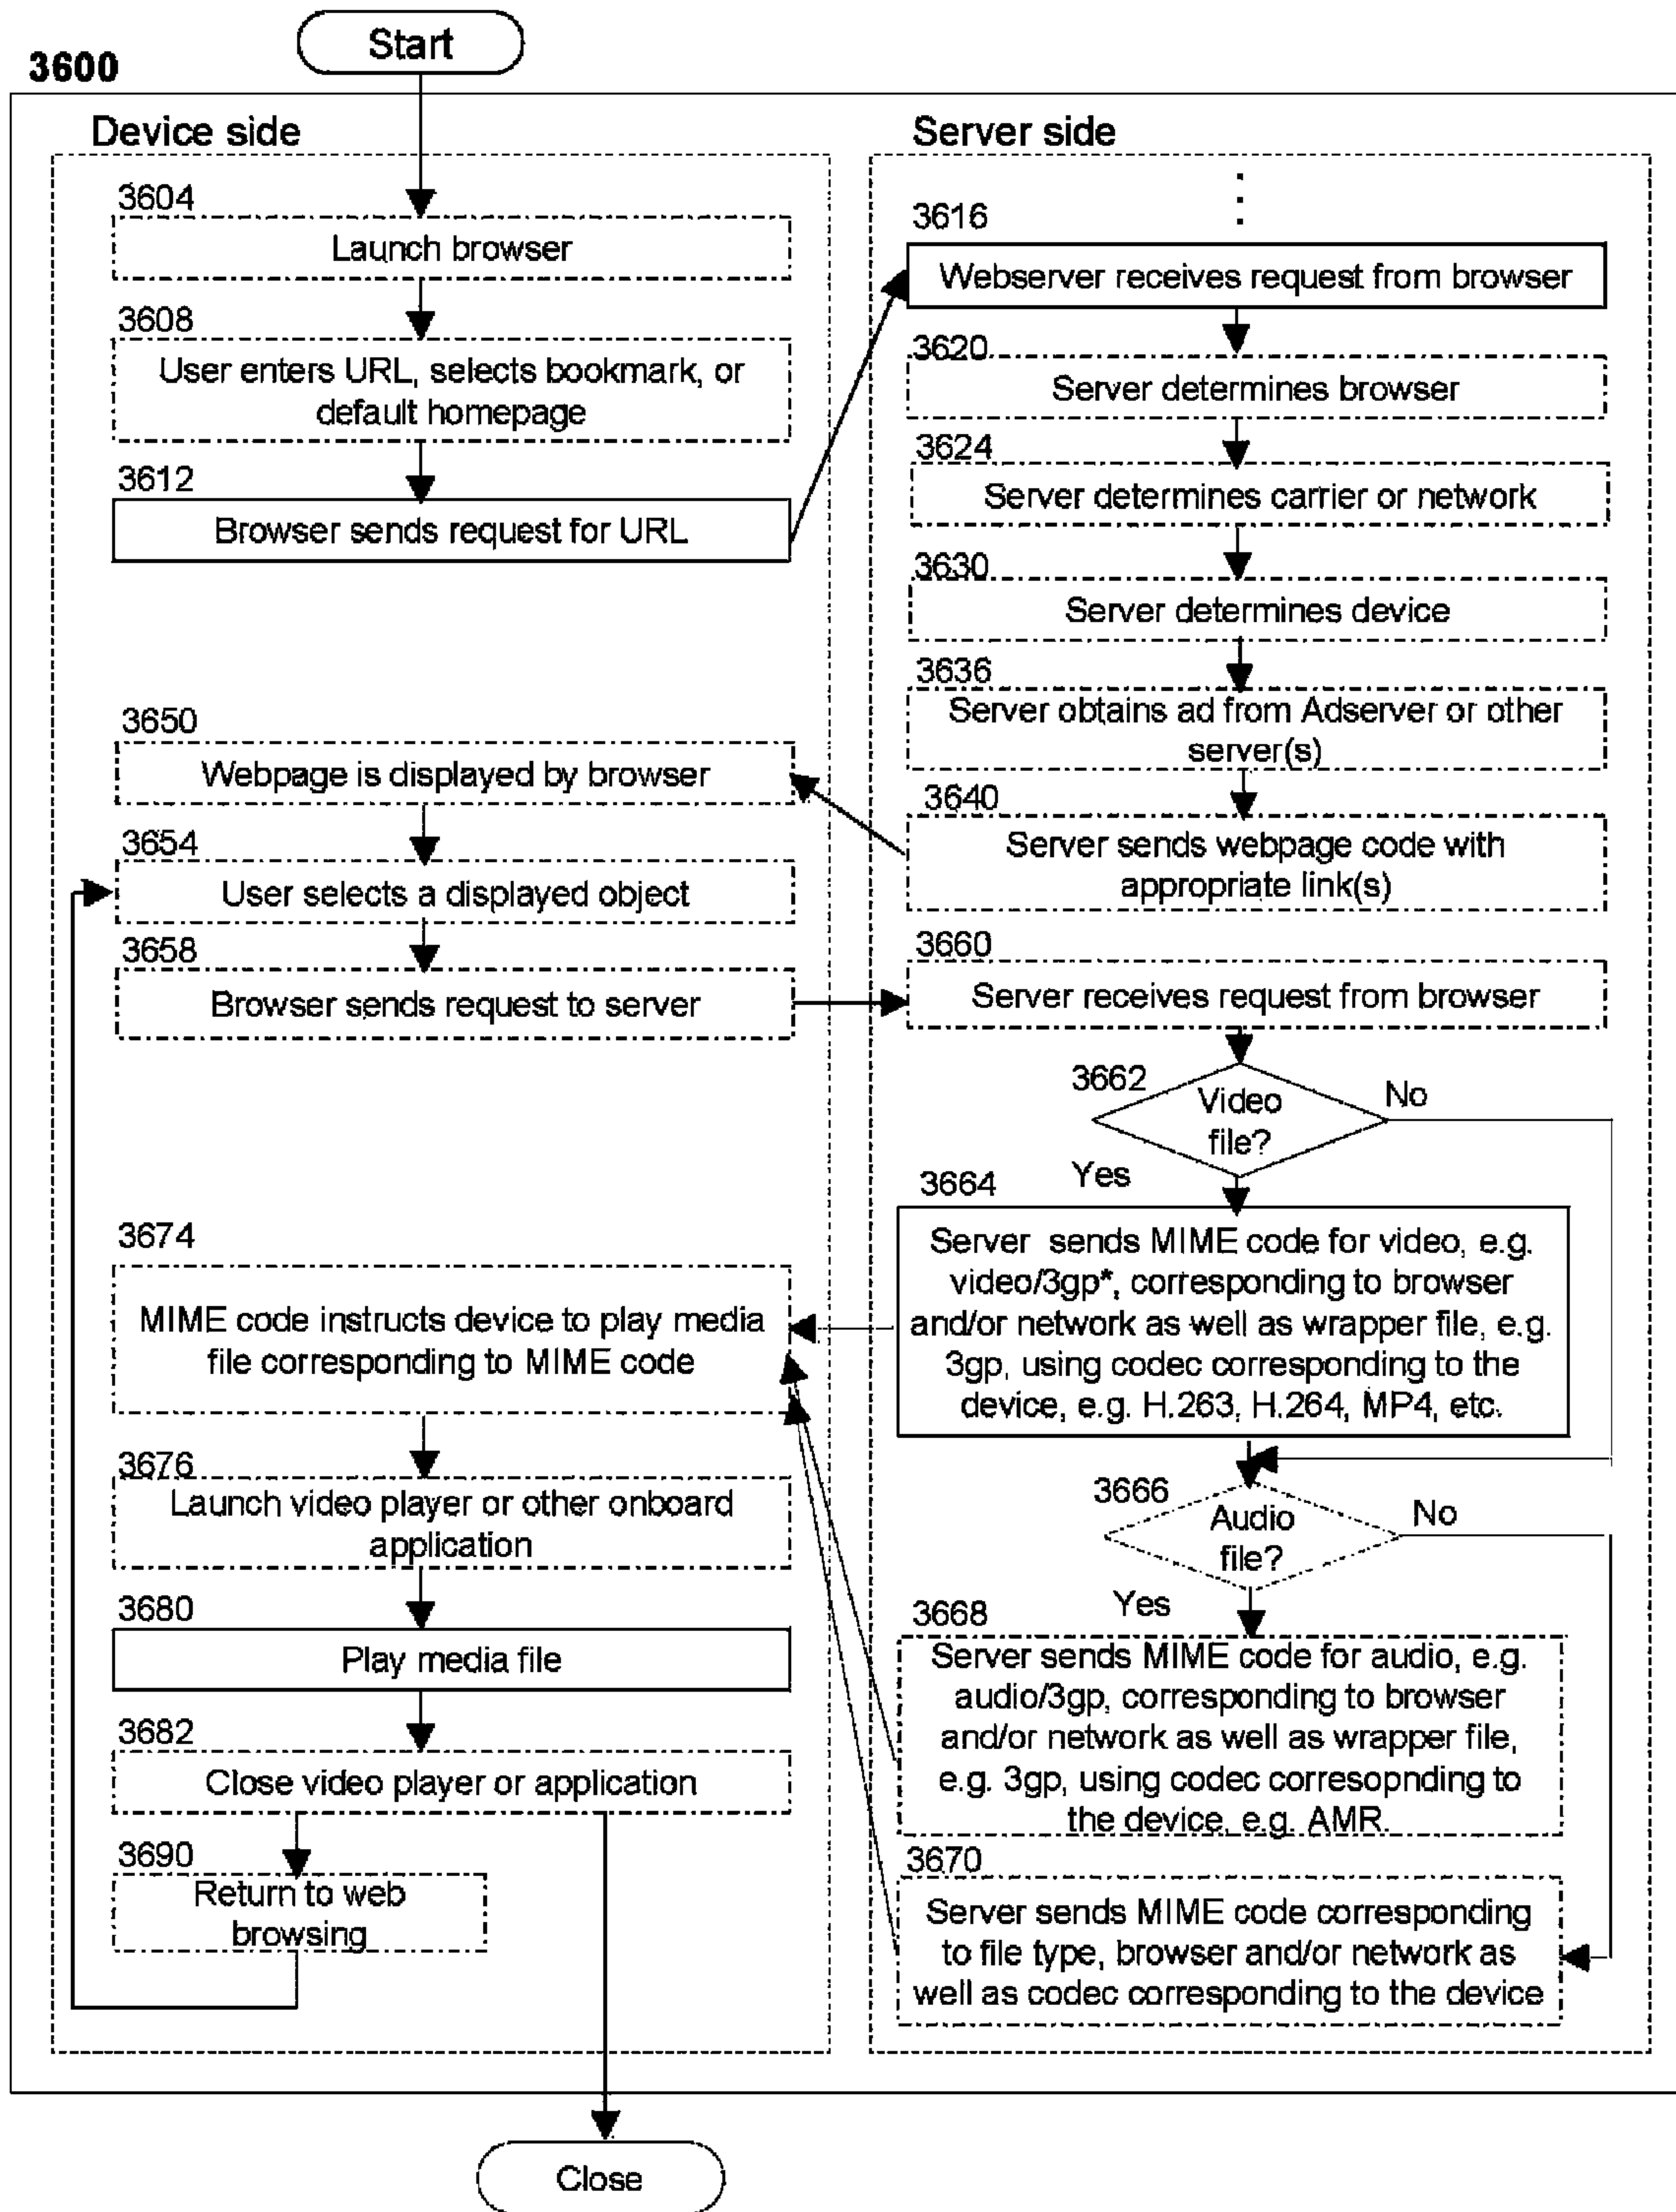 Start
3600
Device side
3604
Launch browser
3608
User enters URL, selects bookmark, or
default homepage
3612
Browser sends request for URL
3650
Webpage is displayed by browser
3654
User selects a displayed object
3658
Browser sends request to server
3674
MIME code instructs device to play media
file corresponding to MIME code
3676
Launch video player or other onboard
application
3680
Play media file
3682
Close video player or application
3690
Return to web
browsing
Server side
3616
Webserver receives request from browser
3620
Server determines browser
3624
Server determines carrier or network
3630
Server determines device
3636
Server obtains ad from Adserver or other
server(s)
3640
Server sends webpage code with
appropriate link(s)
3660
Server receives request from browser
3662
Video
file?
No
Yes
3664
Server sends MIME code for video, e.g.
video/3gp*, corresponding to browser
and/or network as well as wrapper file, e.g.
3gp, using codec corresponding to the
device, e.g. H.263, H.264, MP4, etc.
3666
Audio
file?
No
Yes
3668
Server sends MIME code for audio, e.g.
audio/3gp, corresponding to browser
and/or network as well as wrapper file,
e.g. 3gp, using codec corresopnding to
the device, e.g. AMR.
3670
Server sends MIME code corresponding
to file type, browser and/or network as
well as codec corresponding to the device
Close